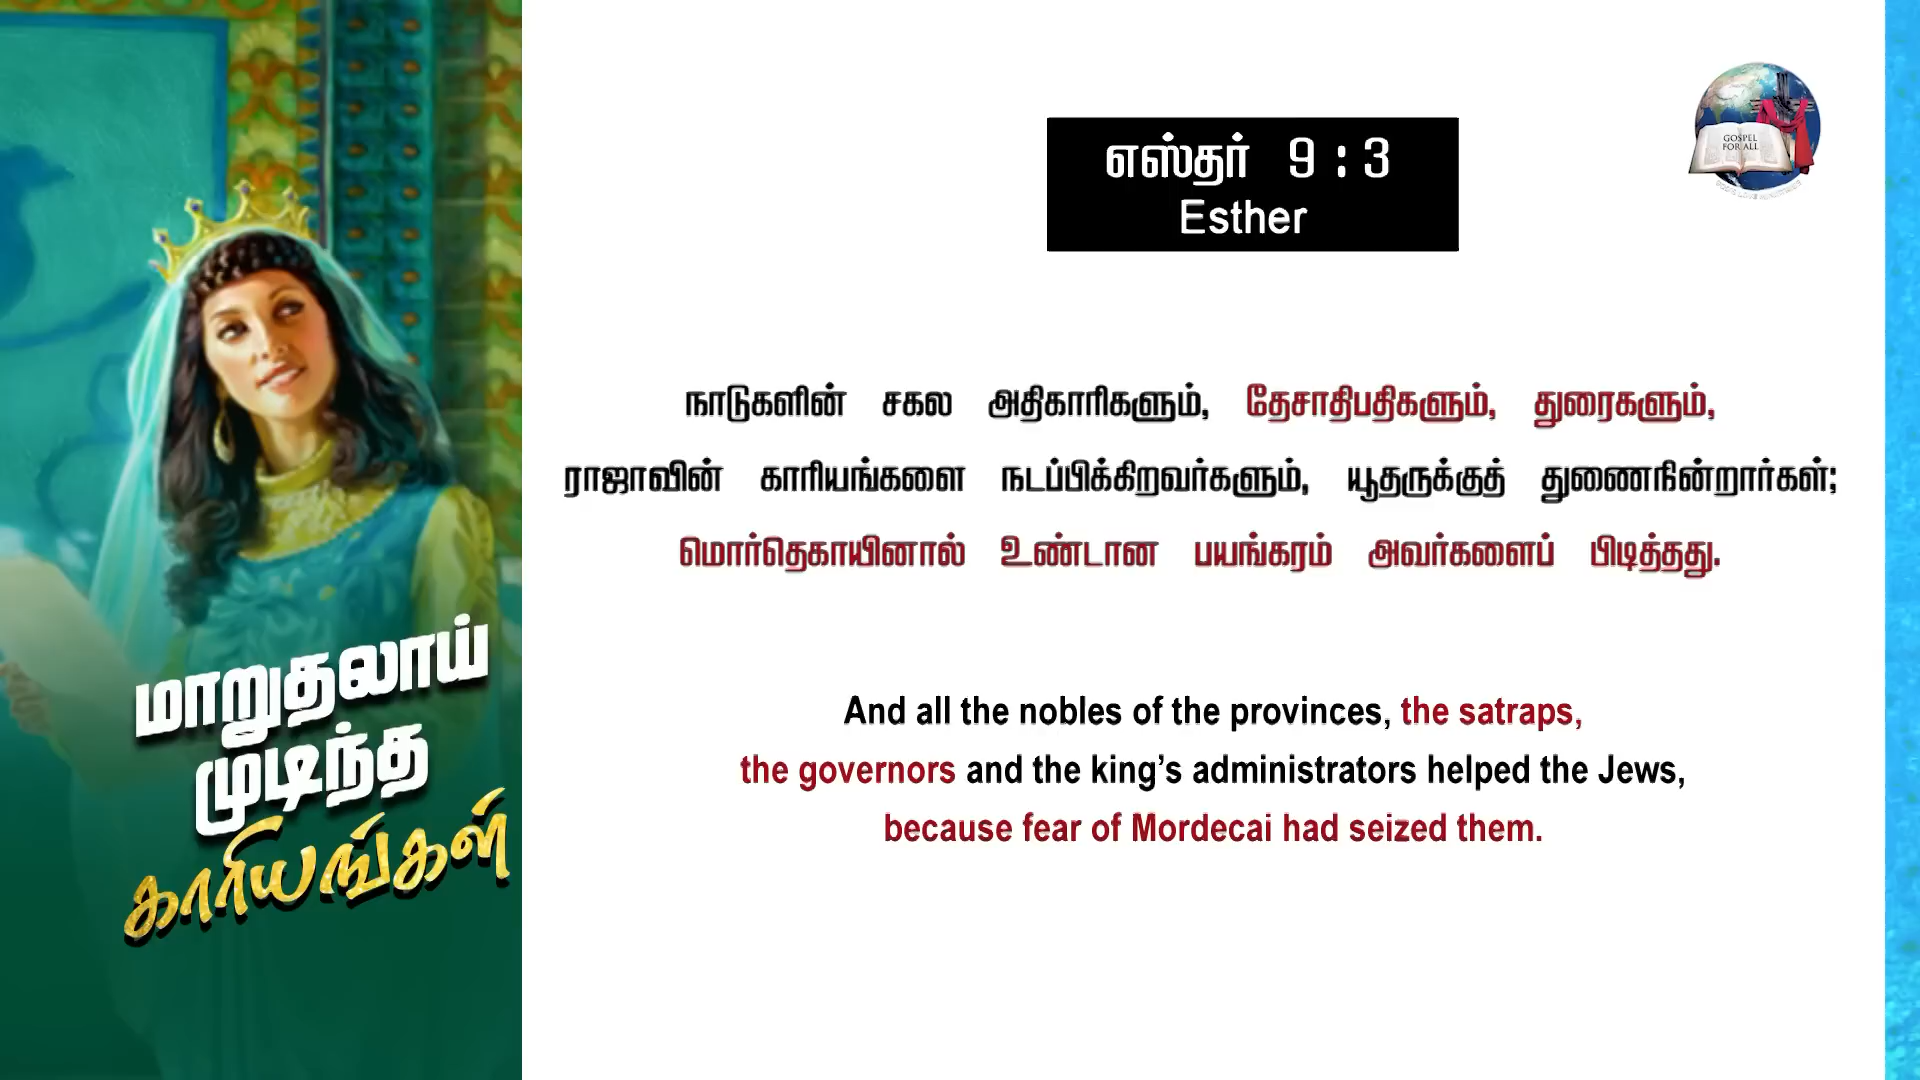 எஸ்தர் 9 : 3
Esther
GOSPEL
FOR ALL
நாடுகளின் சகல அதிகாரிகளும், தேசாதிபதிகளும், துரைகளும்,
ராஜாவின் காரியங்களை நடப்பிக்கிறவர்களும், யூதருக்குத் துணைநின்றார்கள்;
மொர்தெகாயினால் உண்டான பயங்கரம் அவர்களைப் பிடித்தது.
And all the nobles of the provinces, the satraps,
the governors and the king’s administrators helped the Jews,
because fear of Mordecai had seized them.
மாறுதலாய்
முடிந்த
காரியங்கள்